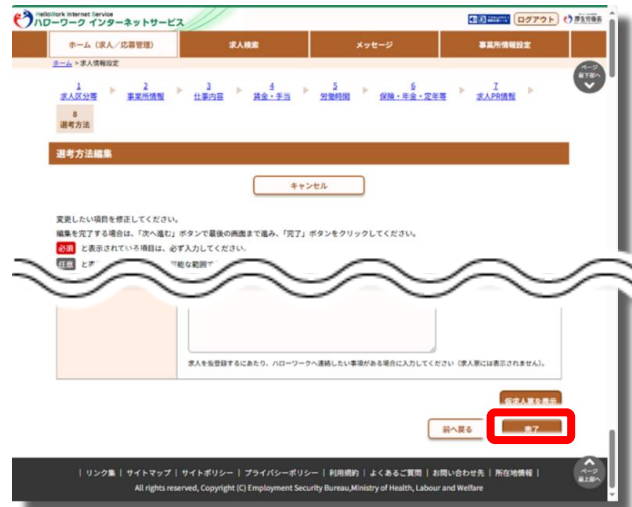 HelloWork Internet Service
ハローワーク インターネットサービス
ログアウト
厚生労働省
ホーム（求人／応募管理） 求人検索 メッセージ 事業所情報設定
ホーム > 求人情報設定
ページ
最下部へ
1 2 3 4 5 6 7
求人区分等 事業所情報 仕事内容 賃金・手当 労働時間 保険・年金・定年等 求人PR情報
8
選考方法
選考方法編集
キャンセル
変更したい項目を修正してください。
編集を完了する場合は、「次へ進む」ボタンで最後の画面まで進み、「完了」ボタンをクリックしてください。
必須 と表示されている項目は、必ず入力してください。
任意 と表 能な範囲で
求人を仮登録するにあたり、ハローワークへ連絡したい事項がある場合に入力してください（求人票には表示されません）。
仮求人票を表示
前へ戻る 完了
| リンク集 | サイトマップ | サイトポリシー | プライバシーポリシー | 利用規約 | よくあるご質問 | お問い合わせ先 | 所在地情報 |
All rights reserved, Copyright (C) Employment Security Bureau,Ministry of Health, Labour and Welfare
ページ
最上部へ